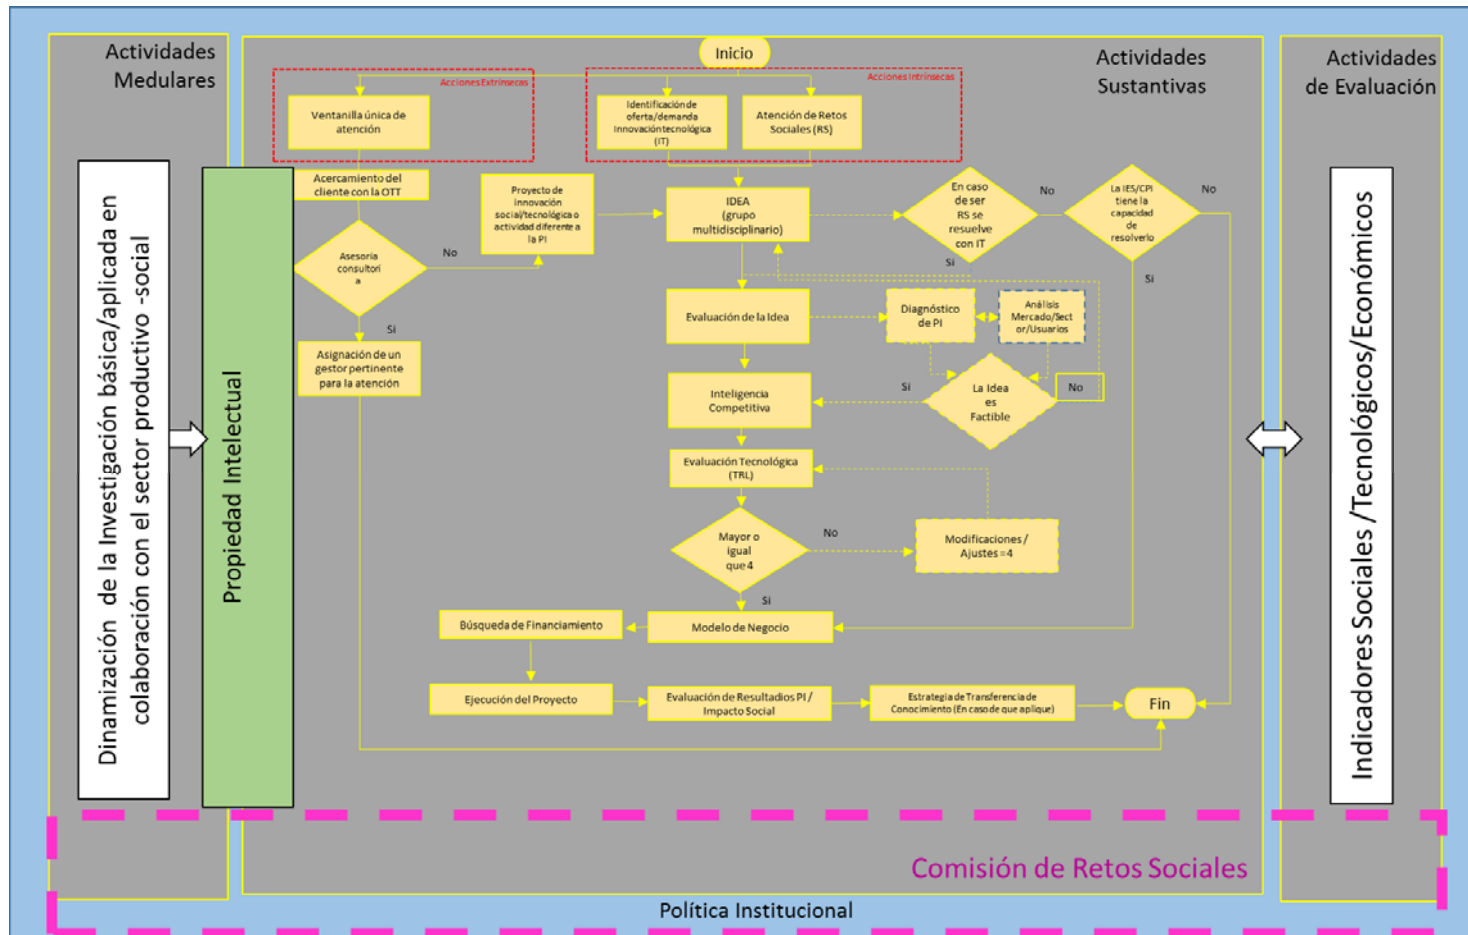 Actividades
Medulares
Inicio
Actividades
Sustantivas
Actividades
de Evaluación
Acciones Extrínsecas
Acciones Intrínsecas
Ventanilla única de
atención
Identificación de
oferta/demanda
Innovación tecnológica
(IT)
Atención de Retos
Sociales (RS)
Acercamiento del
cliente con la OTT
Proyecto de
innovación
social/tecnológica o
actividad diferente a
la PI
IDEA
(grupo
multidisciplinario)
En caso
de ser
RS se
resuelve
con IT
No
La IES/CPI
tiene la
capacidad
de
resolverlo
No
Asesoría
consultorí
a
No
Si
Si
Si
Evaluación de la Idea
Diagnóstico
de PI
Análisis
Mercado/Sect
or/Usuarios
Asignación de un
gestor pertinente
para la atención
Inteligencia
Competitiva
Si
La Idea
es
Factible
No
Evaluación Tecnológica
(TRL)
Mayor o
igual
que 4
No
Modificaciones /
Ajustes =4
Si
Búsqueda de Financiamiento
Modelo de Negocio
Ejecución del Proyecto
Evaluación de Resultadios PI /
Impacto Social
Estrategia de Transferencia de
Conocimiento (En caso de que aplique)
Fin
Dinamización de la Investigación básica/aplicada en
colaboración con el sector productivo -social
Propiedad Intelectual
Indicadores Sociales /Tecnológicos/Económicos
Comisión de Retos Sociales
Política Institucional